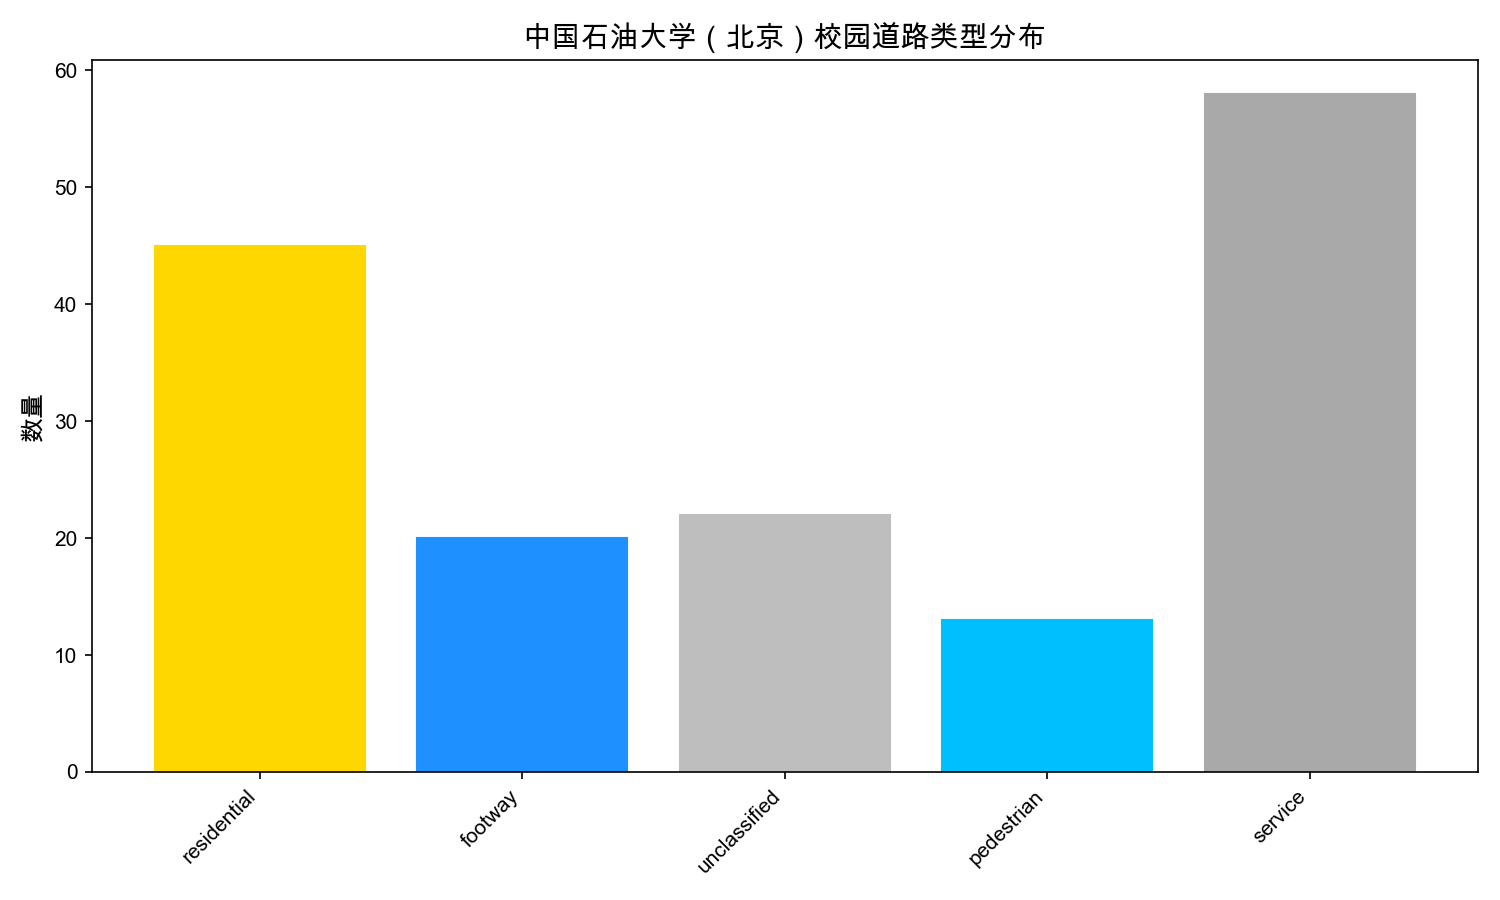 中国石油大学（北京）校园道路类型分布
数量
60
50
40
30
20
10
0
residential
footway
unclassified
pedestrian
service